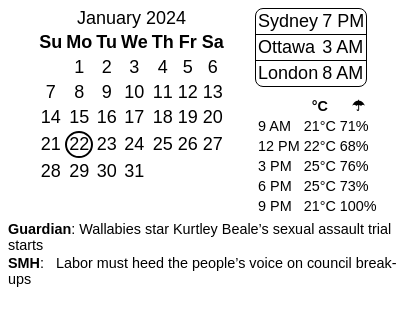 January 2024
Su Mo Tu We Th Fr Sa
1 2 3 4 5 6
7 8 9 10 11 12 13
14 15 16 17 18 19 20
21 22 23 24 25 26 27
28 29 30 31
Sydney 7 PM
Ottawa 3 AM
London 8 AM
°C ☂
9 AM 21°C 71%
12 PM 22°C 68%
3 PM 25°C 76%
6 PM 25°C 73%
9 PM 21°C 100%
Guardian: Wallabies star Kurtley Beale’s sexual assault trial
starts
SMH: Labor must heed the people’s voice on council break-
ups